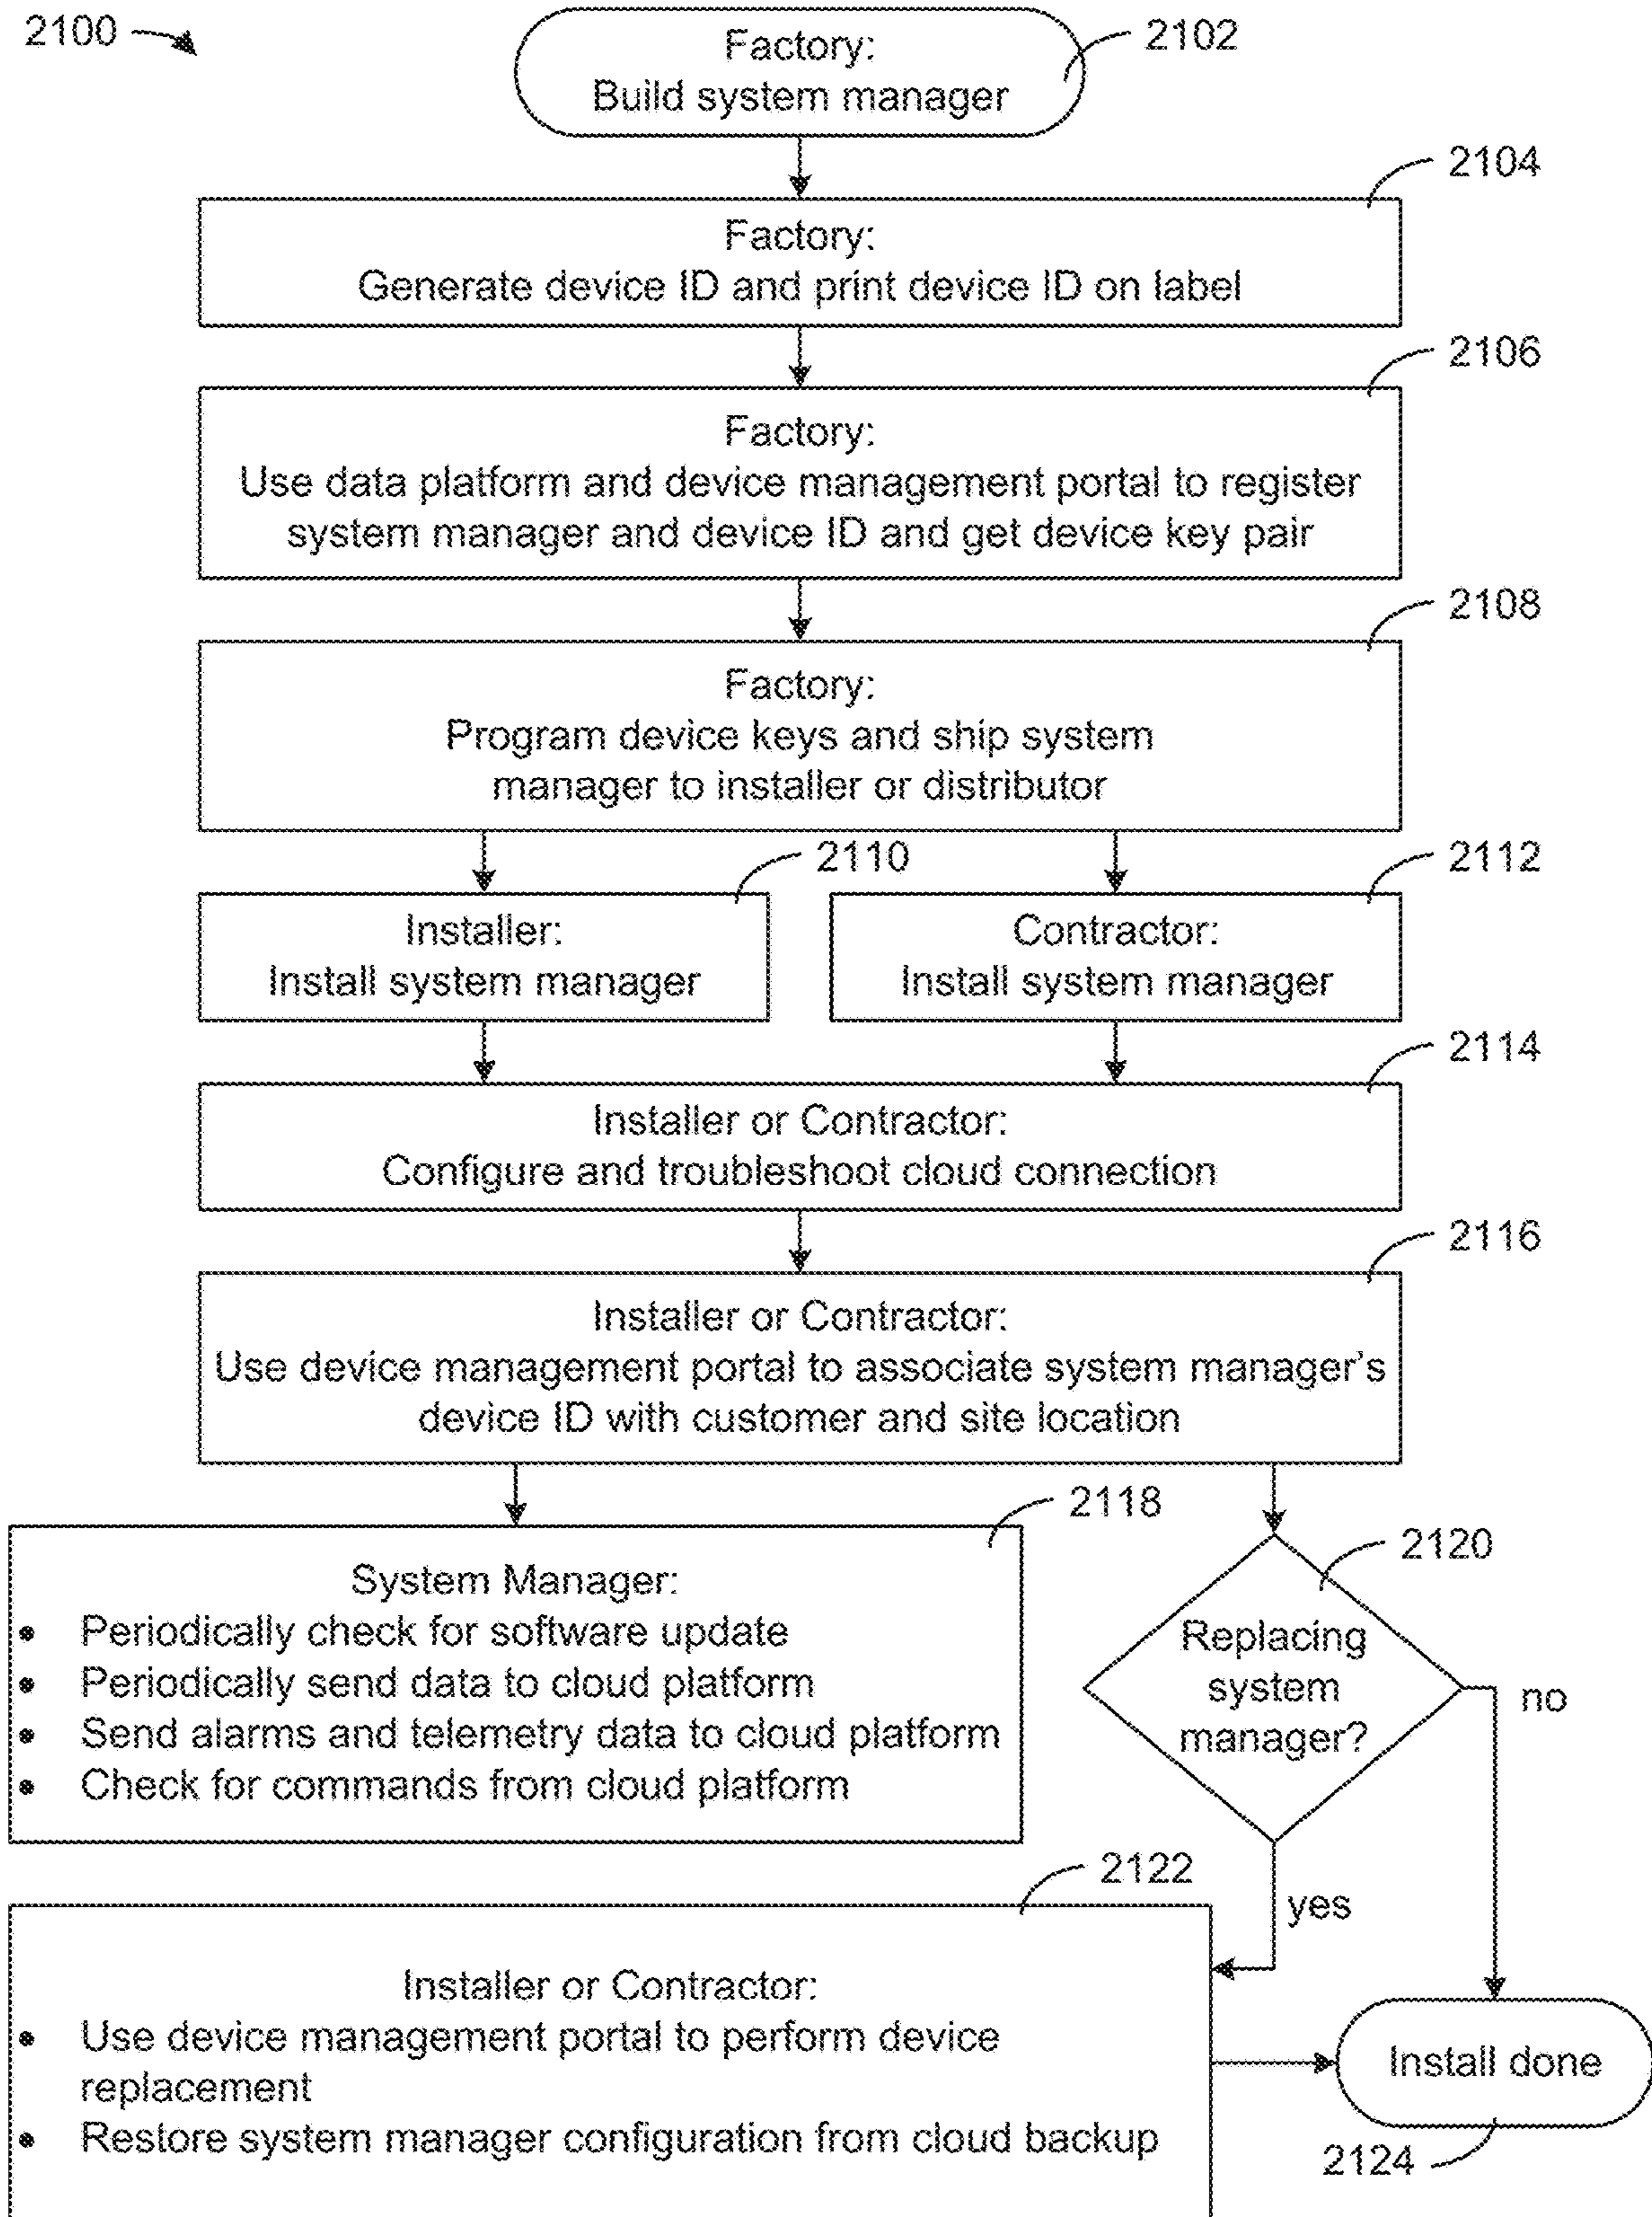 2100
Factory:
Build system manager
2102
2104
Factory:
Generate device ID and print device ID on label
2106
Factory:
Use data platform and device management portal to register
system manager and device ID and get device key pair
2108
Factory:
Program device keys and ship system
manager to installer or distributor
2110
Installer:
Install system manager
2112
Contractor:
Install system manager
2114
Installer or Contractor:
Configure and troubleshoot cloud connection
2116
Installer or Contractor:
Use device management portal to associate system manager's
device ID with customer and site location
2118
System Manager:
• Periodically check for software update
• Periodically send data to cloud platform
• Send alarms and telemetry data to cloud platform
• Check for commands from cloud platform
2120
Replacing
system
manager?
no
yes
2122
Installer or Contractor:
• Use device management portal to perform device
replacement
• Restore system manager configuration from cloud backup
Install done
2124